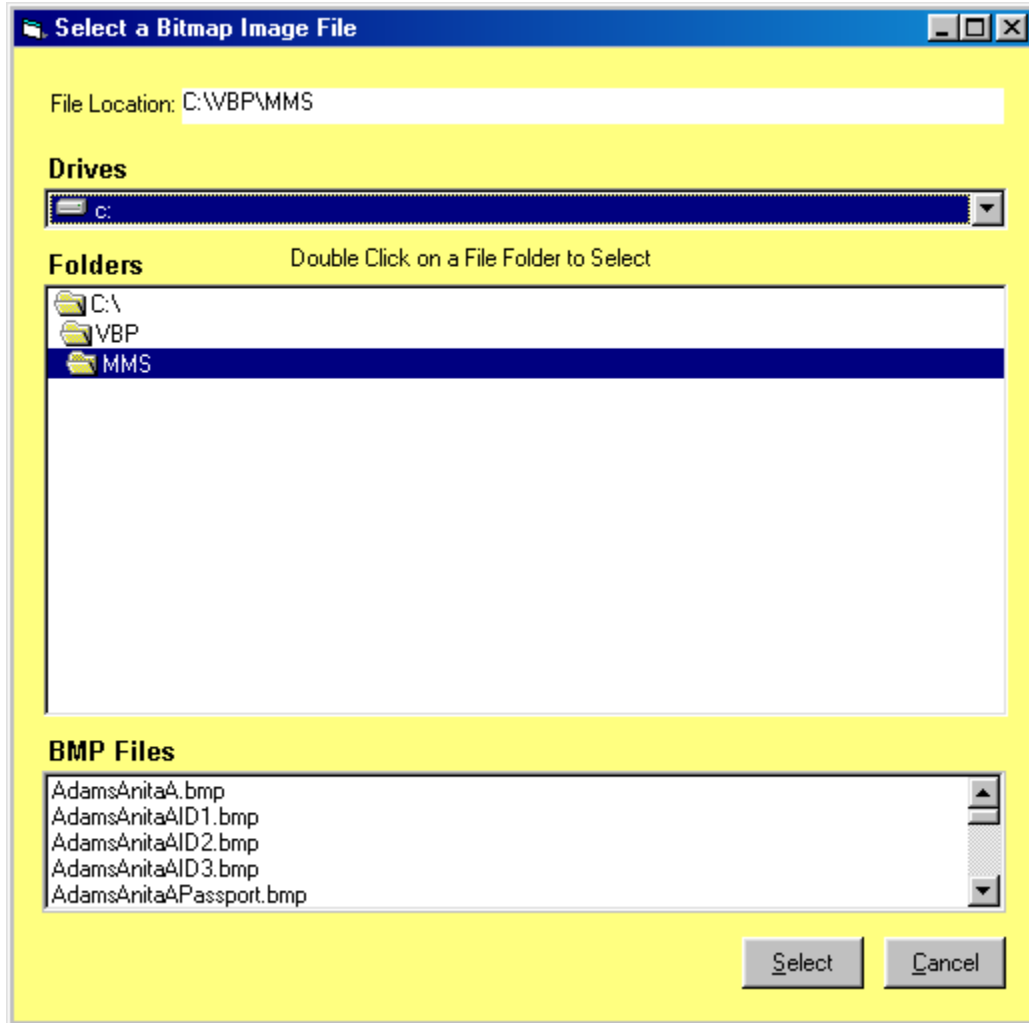 Select a Bitmap Image File
File Location: C:\VBP\MMS
Drives
c:
Folders Double Click on a File Folder to Select
C:\
VBP
MMS
BMP Files
AdamsAnitaA.bmp
AdamsAnitaAID1.bmp
AdamsAnitaAID2.bmp
AdamsAnitaAID3.bmp
AdamsAnitaAPassport.bmp
Select Cancel